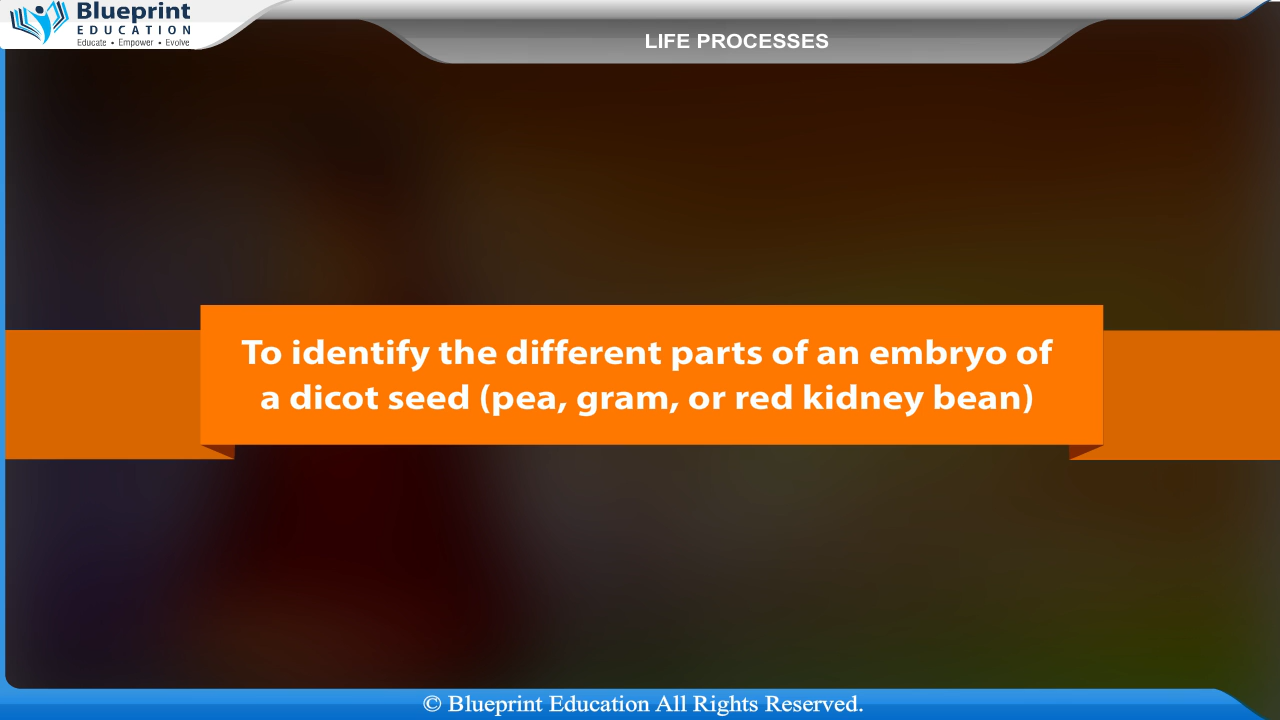 Blueprint
EDUCATION
Educate • Empower • Evolve
LIFE PROCESSES
To identify the different parts of an embryo of
a dicot seed (pea, gram, or red kidney bean)
© Blueprint Education All Rights Reserved.